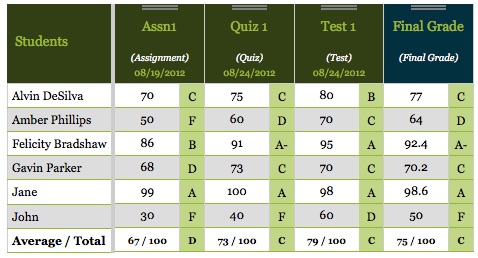 Students Assn1 Quiz 1 Test 1 Final Grade
(Assignment) (Quiz) (Test) (Final Grade)
08/19/2012 08/24/2012 08/24/2012
Alvin DeSilva 70 C 75 C 80 B 77 C
Amber Phillips 50 F 60 D 70 C 64 D
Felicity Bradshaw 86 B 91 A- 95 A 92.4 A-
Gavin Parker 68 D 73 C 70 C 70.2 C
Jane 99 A 100 A 98 A 98.6 A
John 30 F 40 F 60 D 50 F
Average / Total 67 / 100 D 73 / 100 C 79 / 100 C 75 / 100 C